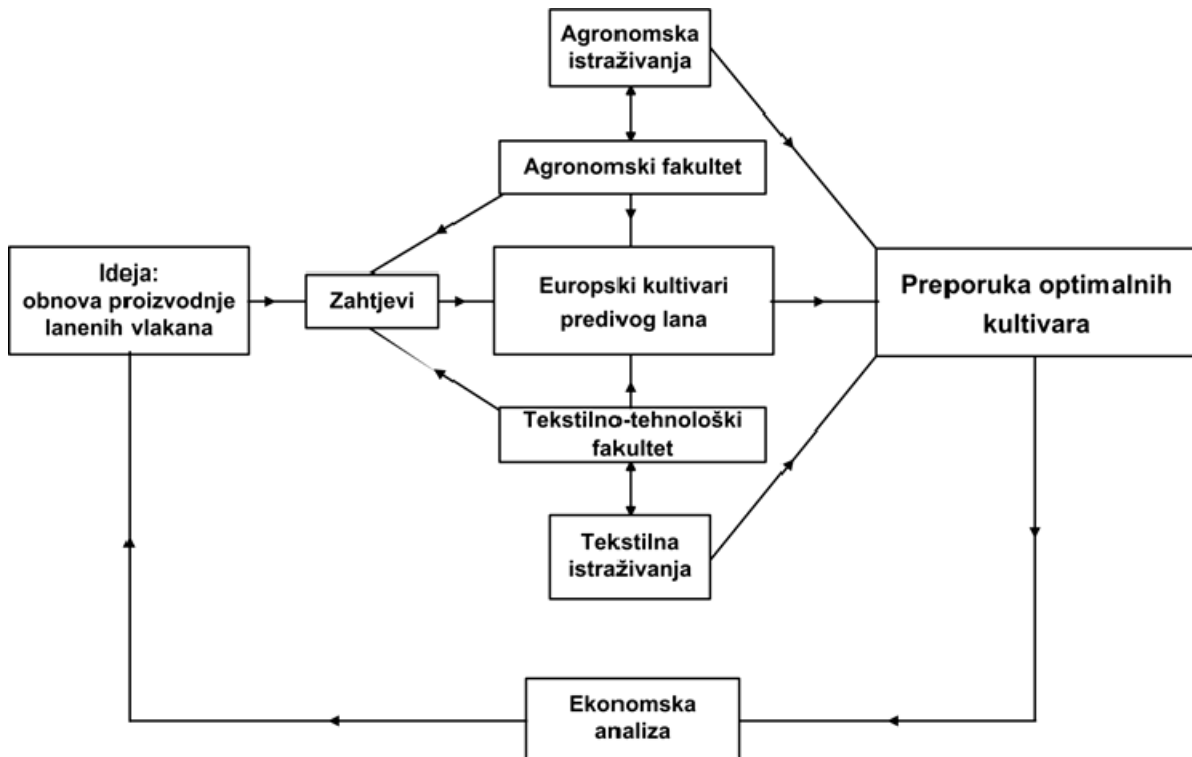 Agronomska
istraživanja
Agronomski fakultet
Ideja:
obnova proizvodnje
lanenih vlakana
Zahtjevi
Europski kultivari
predivog lana
Preporuka optimalnih
kultivara
Tekstilno-tehnološki
fakultet
Tekstilna
istraživanja
Ekonomska
analiza